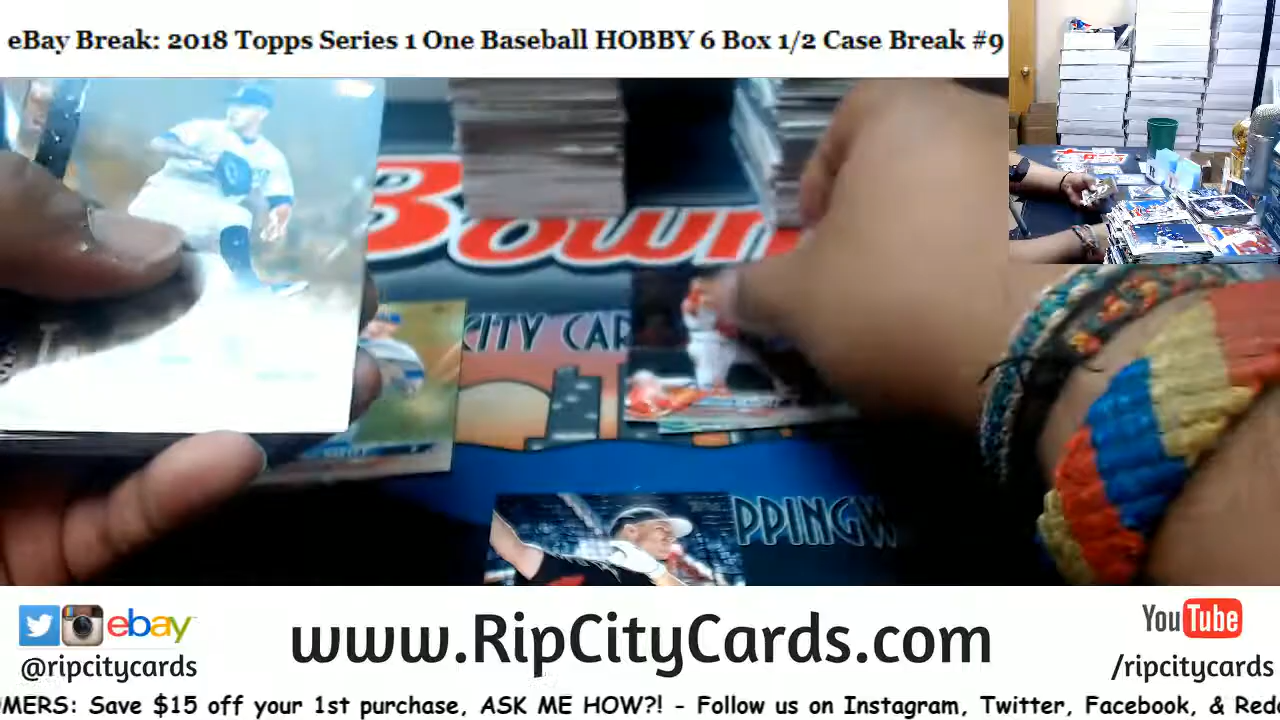 eBay Break: 2018 Topps Series 1 One Baseball HOBBY 6 Box 1/2 Case Break #9
Bown
CITY CAR
PPINGW
ebay
@ripcitycards
www.RipCityCards.com
YouTube
/ripcitycards
OMERS: Save $15 off your 1st purchase, ASK ME HOW?! - Follow us on Instagram, Twitter, Facebook, & Redd